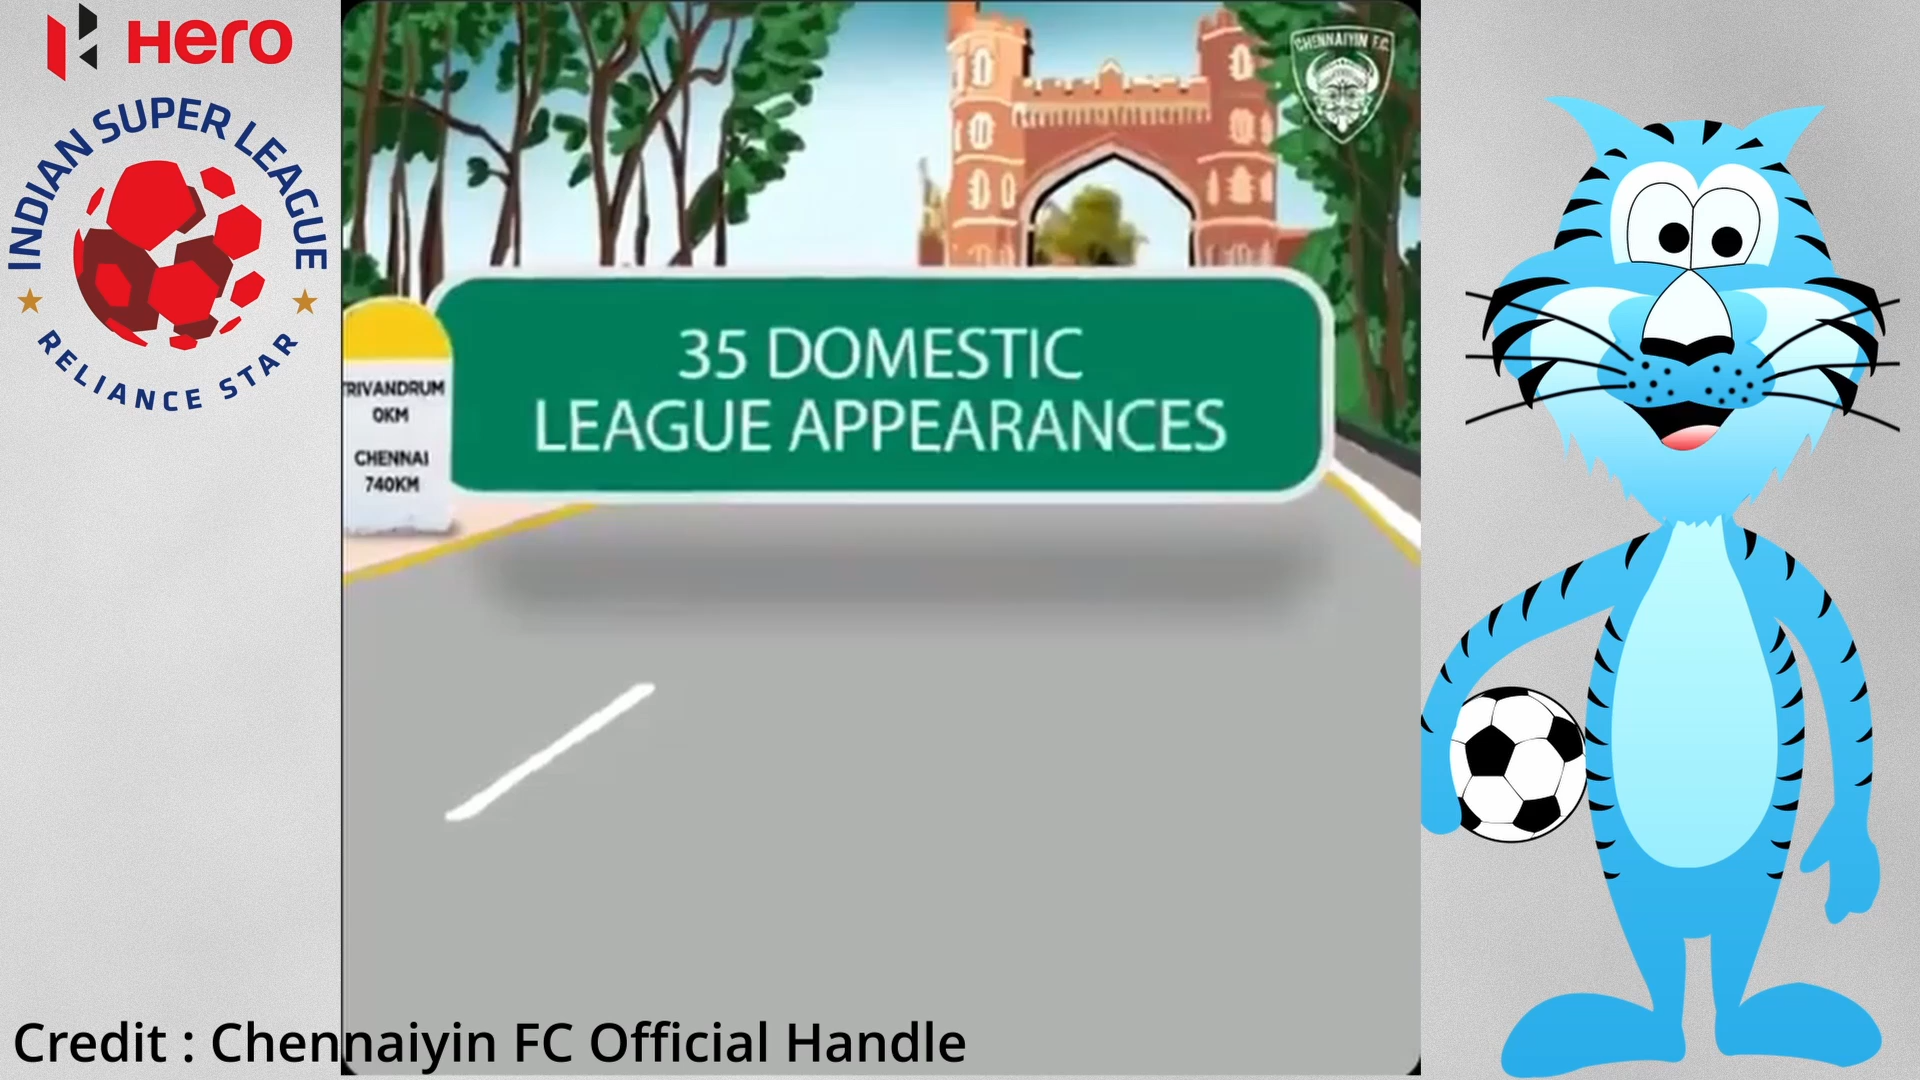 Hero
INDIAN SUPER LEAGUE
RELIANCE STAR
CHENNAIYIN F.C.
35 DOMESTIC
LEAGUE APPEARANCES
TRIVANDRUM
0KM
CHENNAI
740KM
Credit : Chennaiyin FC Official Handle